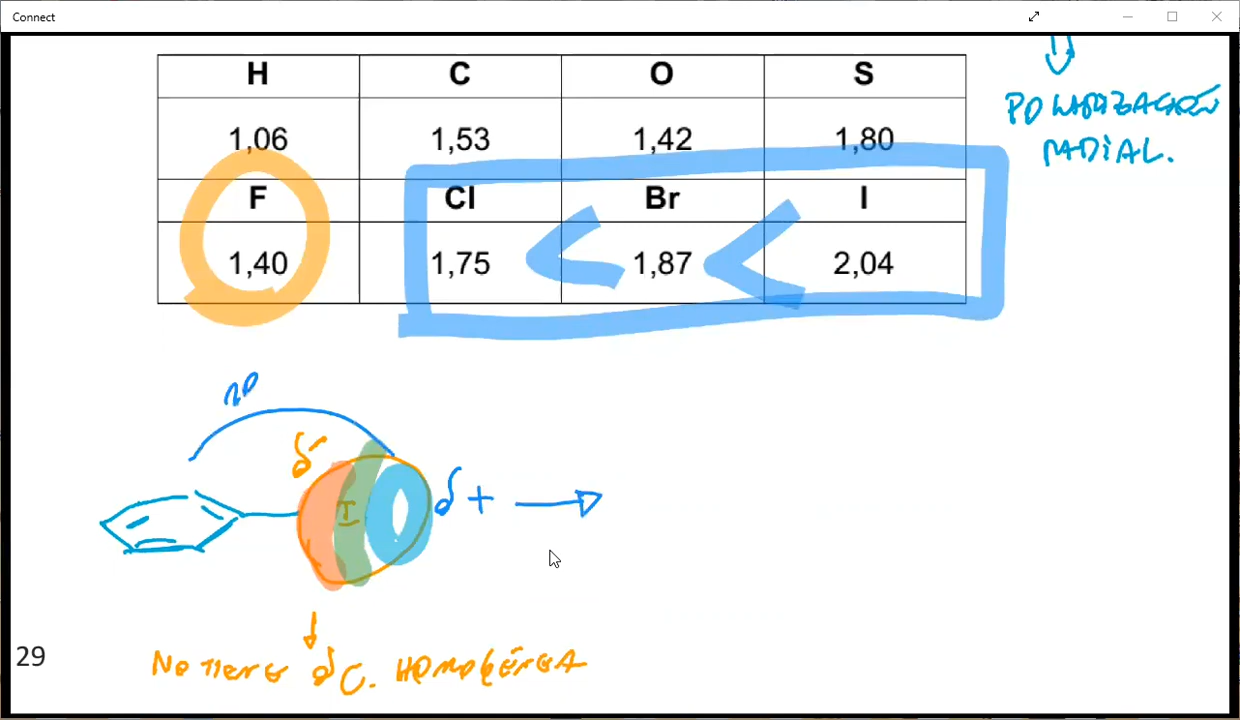 Connect
H C O S
1,06 1,53 1,42 1,80
F Cl Br I
1,40 1,75 1,87 2,04
< <
POLARIZACIÓN
RADIAL.
δ-
I
δ+
NO TIENE δC. HOMOGÉNEA
29